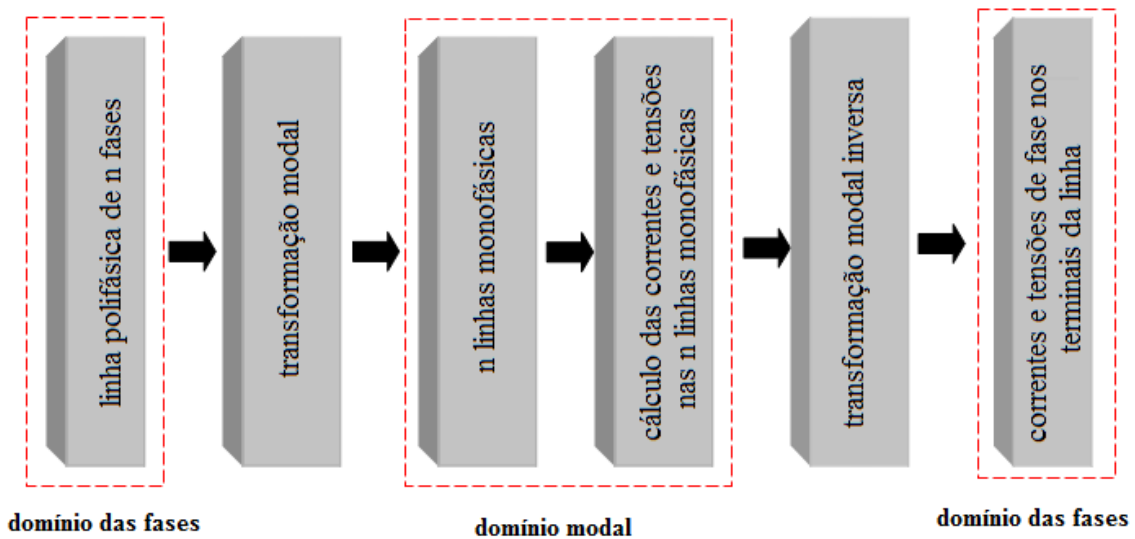 linha polifásica de n fases
transformação modal
n linhas monofásicas
cálculo das correntes e tensões
nas n linhas monofásicas
transformação modal inversa
correntes e tensões de fase nos
terminais da linha
domínio das fases
domínio modal
domínio das fases